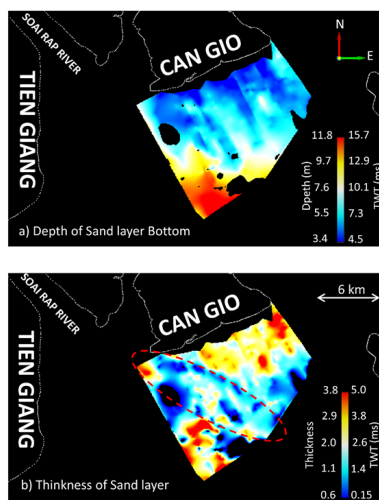 SOAI RAP RIVER
CAN GIO
TIEN GIANG
N
E
11.8 15.7
9.7 12.9
7.6 10.1
5.5 7.3
3.4 4.5
Dpeth (m)
TWT (ms)
a) Depth of Sand layer Bottom
SOAI RAP RIVER
CAN GIO
TIEN GIANG
6 km
3.8 5.0
2.9 3.8
2.2 2.9
1.0 1.3
0.6 0.15
Thickness
TWT (ms)
b) Thinkness of Sand layer